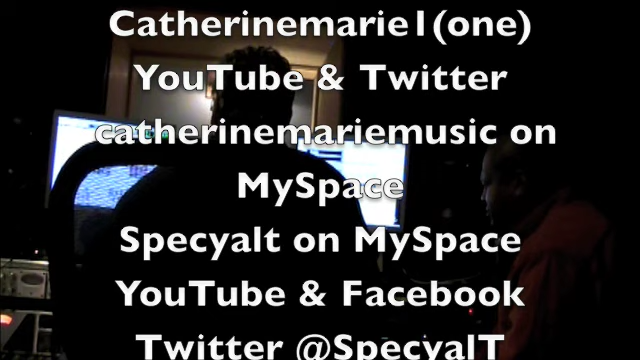 Catherinemarie1(one)
YouTube & Twitter
catherinemariemusic on
MySpace
Specyalt on MySpace
YouTube & Facebook
Twitter @SpecyalT